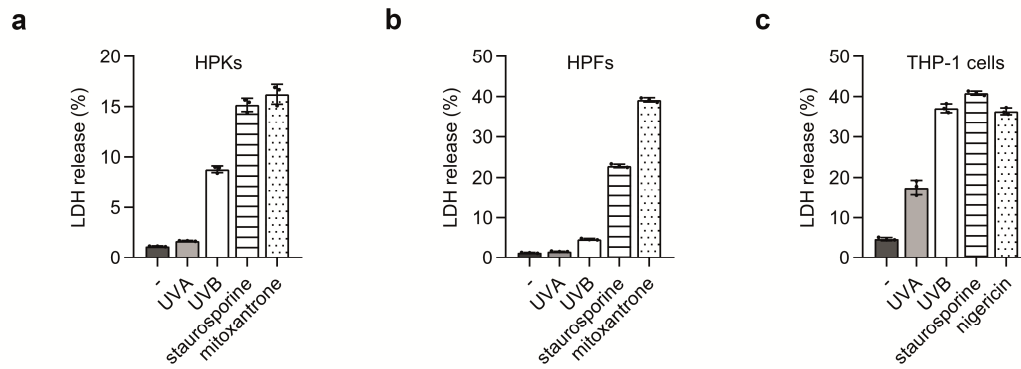 a
HPKs
LDH release (%)
20
15
10
5
0
-
UVA
UVB
staurosporine
mitoxantrone
b
HPFs
LDH release (%)
50
40
30
20
10
0
-
UVA
UVB
staurosporine
mitoxantrone
c
THP-1 cells
LDH release (%)
50
40
30
20
10
0
-
UVA
UVB
staurosporine
nigericin